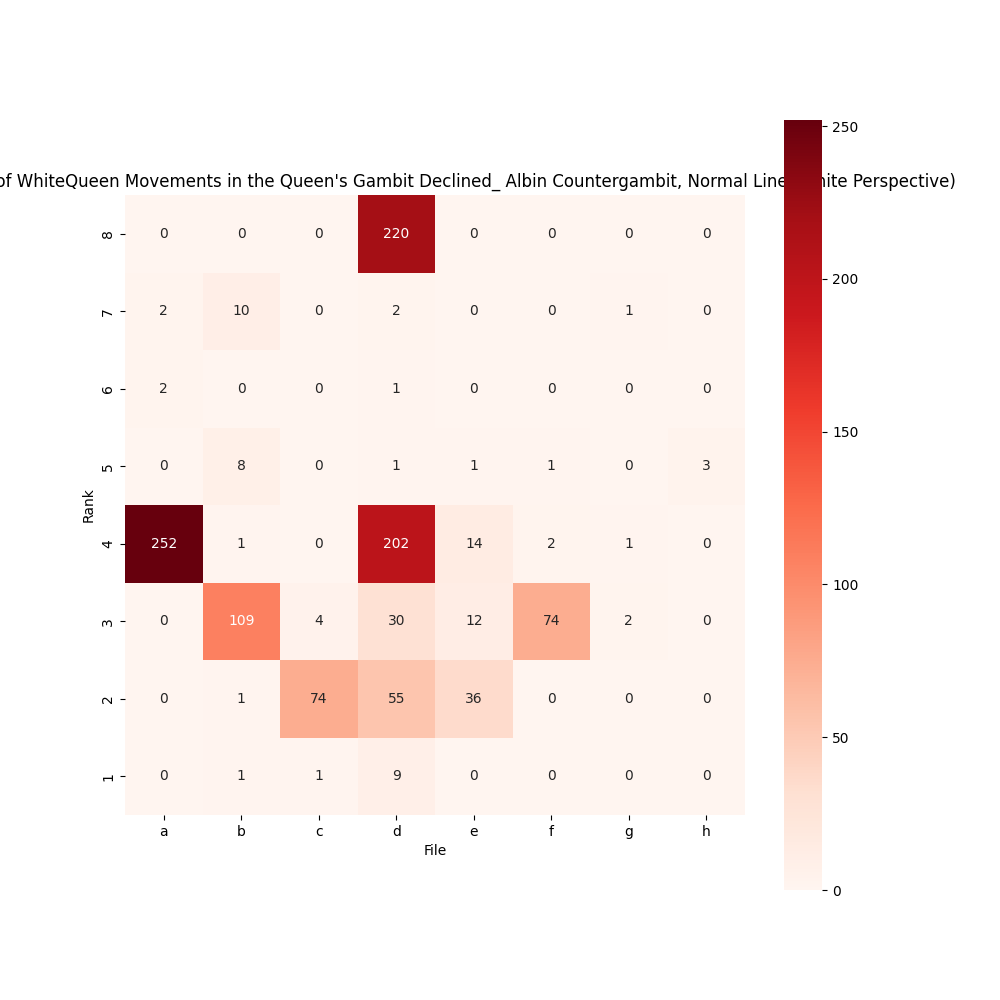 of WhiteQueen Movements in the Queen's Gambit Declined_ Albin Countergambit, Normal Line Perspective)
8 0 0 0 220 0 0 0 0
7 2 10 0 2 0 0 1 0
6 2 0 0 1 0 0 0 0
5 0 8 0 1 1 1 0 3
Rank
4 252 1 0 202 14 2 1 0
3 0 109 4 30 12 74 2 0
2 0 1 74 55 36 0 0 0
1 0 1 1 9 0 0 0 0
a b c d e f g h
File
250
200
150
100
50
0